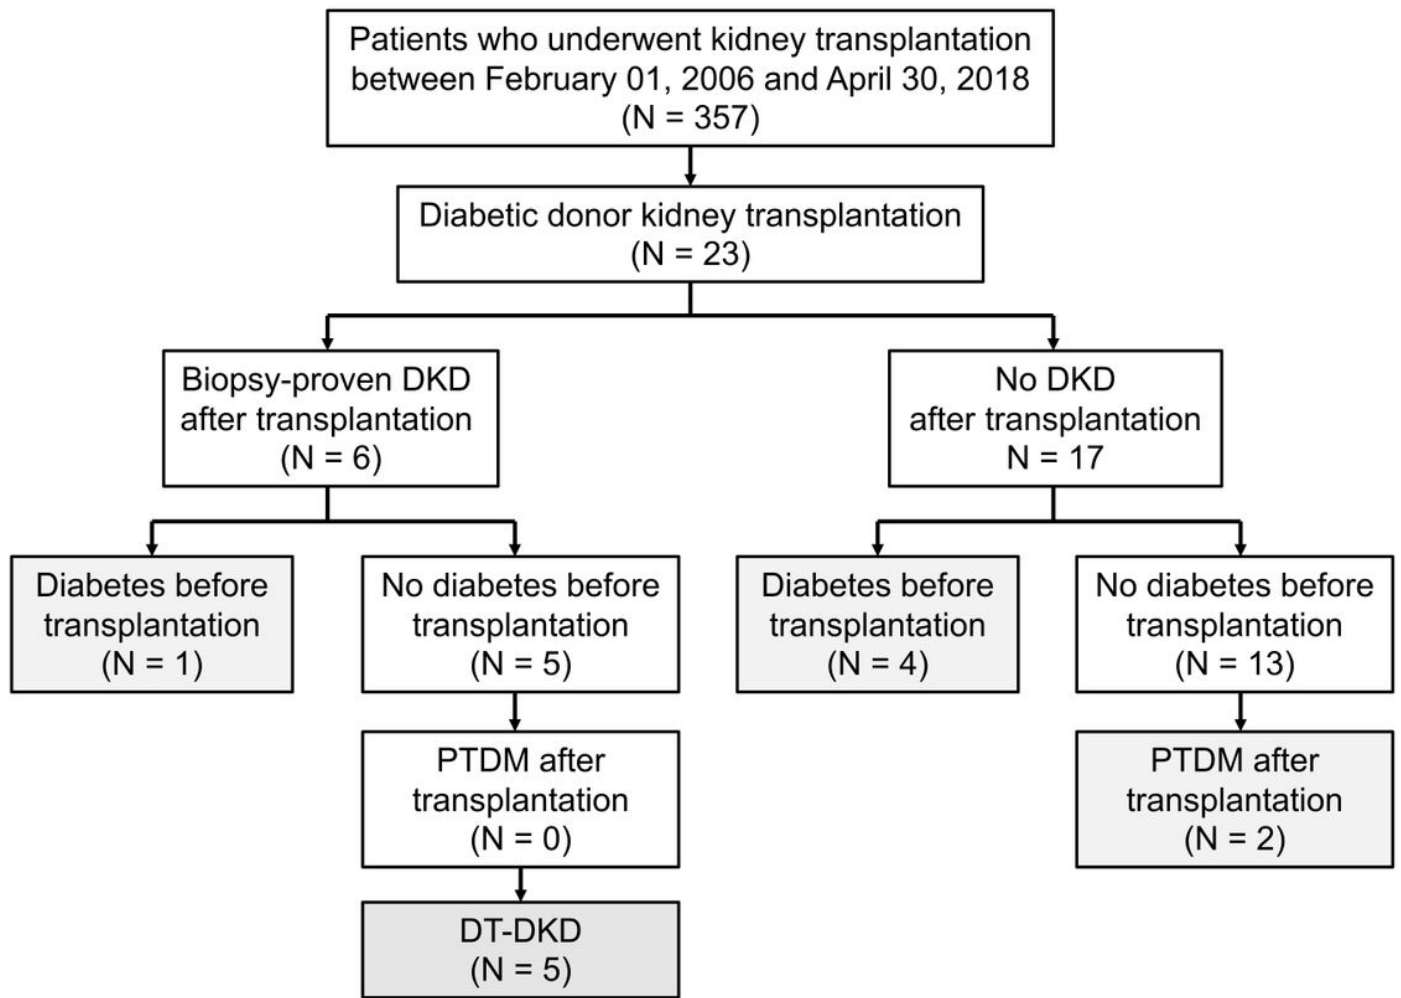 Patients who underwent kidney transplantation
between February 01, 2006 and April 30, 2018
(N = 357)
Diabetic donor kidney transplantation
(N = 23)
Biopsy-proven DKD
after transplantation
(N = 6)
No DKD
after transplantation
N = 17
Diabetes before
transplantation
(N = 1)
No diabetes before
transplantation
(N = 5)
Diabetes before
transplantation
(N = 4)
No diabetes before
transplantation
(N = 13)
PTDM after
transplantation
(N = 0)
PTDM after
transplantation
(N = 2)
DT-DKD
(N = 5)